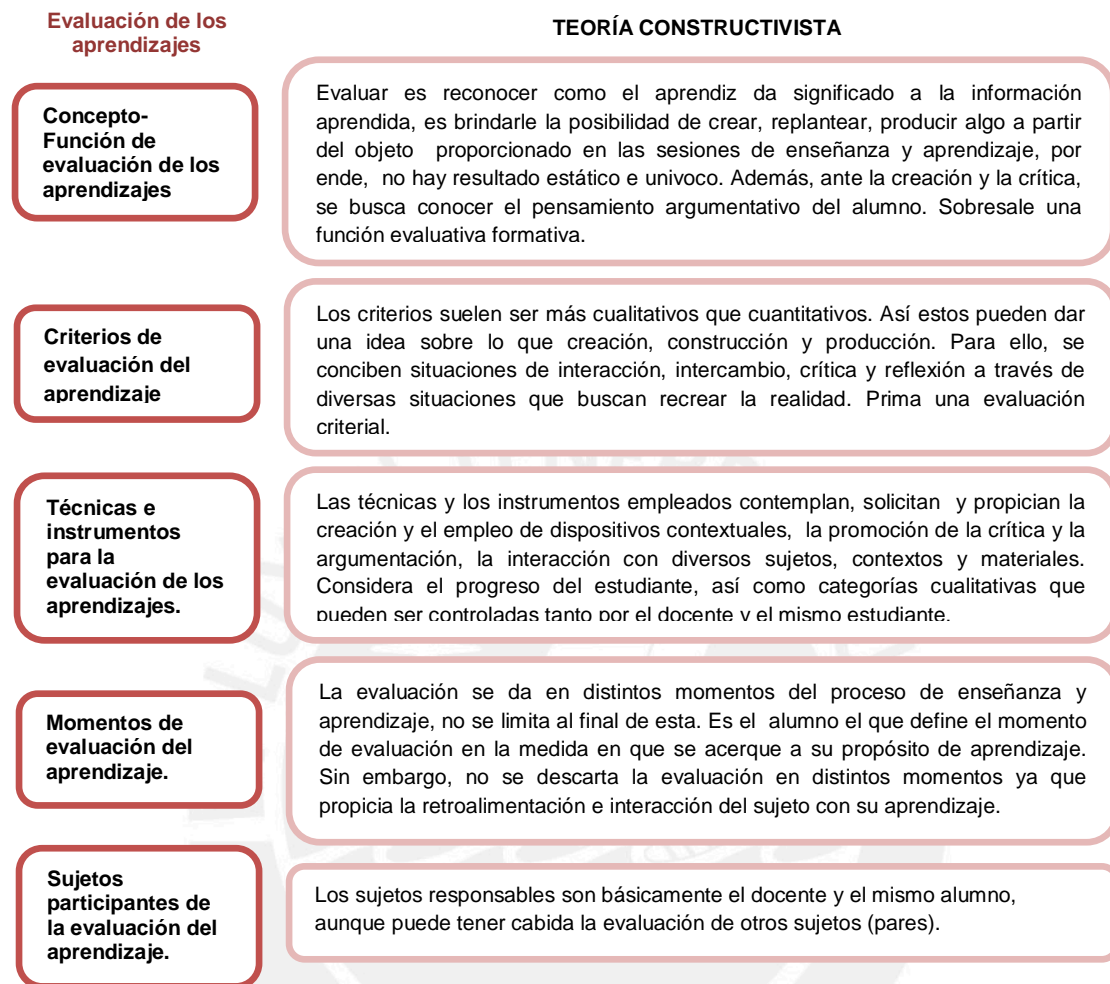 Evaluación de los
aprendizajes
TEORÍA CONSTRUCTIVISTA
Concepto-
Función de
evaluación de los
aprendizajes
Evaluar es reconocer como el aprendiz da significado a la información
aprendida, es brindarle la posibilidad de crear, replantear, producir algo a partir
del objeto proporcionado en las sesiones de enseñanza y aprendizaje, por
ende, no hay resultado estático e univoco. Además, ante la creación y la crítica,
se busca conocer el pensamiento argumentativo del alumno. Sobresale una
función evaluativa formativa.
Criterios de
evaluación del
aprendizaje
Los criterios suelen ser más cualitativos que cuantitativos. Así estos pueden dar
una idea sobre lo que creación, construcción y producción. Para ello, se
conciben situaciones de interacción, intercambio, crítica y reflexión a través de
diversas situaciones que buscan recrear la realidad. Prima una evaluación
criterial.
Técnicas e
instrumentos
para la
evaluación de los
aprendizajes.
Las técnicas y los instrumentos empleados contemplan, solicitan y propician la
creación y el empleo de dispositivos contextuales, la promoción de la crítica y la
argumentación, la interacción con diversos sujetos, contextos y materiales.
Considera el progreso del estudiante, así como categorías cualitativas que
pueden ser controladas tanto por el docente y el mismo estudiante.
Momentos de
evaluación del
aprendizaje.
La evaluación se da en distintos momentos del proceso de enseñanza y
aprendizaje, no se limita al final de esta. Es el alumno el que define el momento
de evaluación en la medida en que se acerque a su propósito de aprendizaje.
Sin embargo, no se descarta la evaluación en distintos momentos ya que
propicia la retroalimentación e interacción del sujeto con su aprendizaje.
Sujetos
participantes de
la evaluación del
aprendizaje.
Los sujetos responsables son básicamente el docente y el mismo alumno,
aunque puede tener cabida la evaluación de otros sujetos (pares).